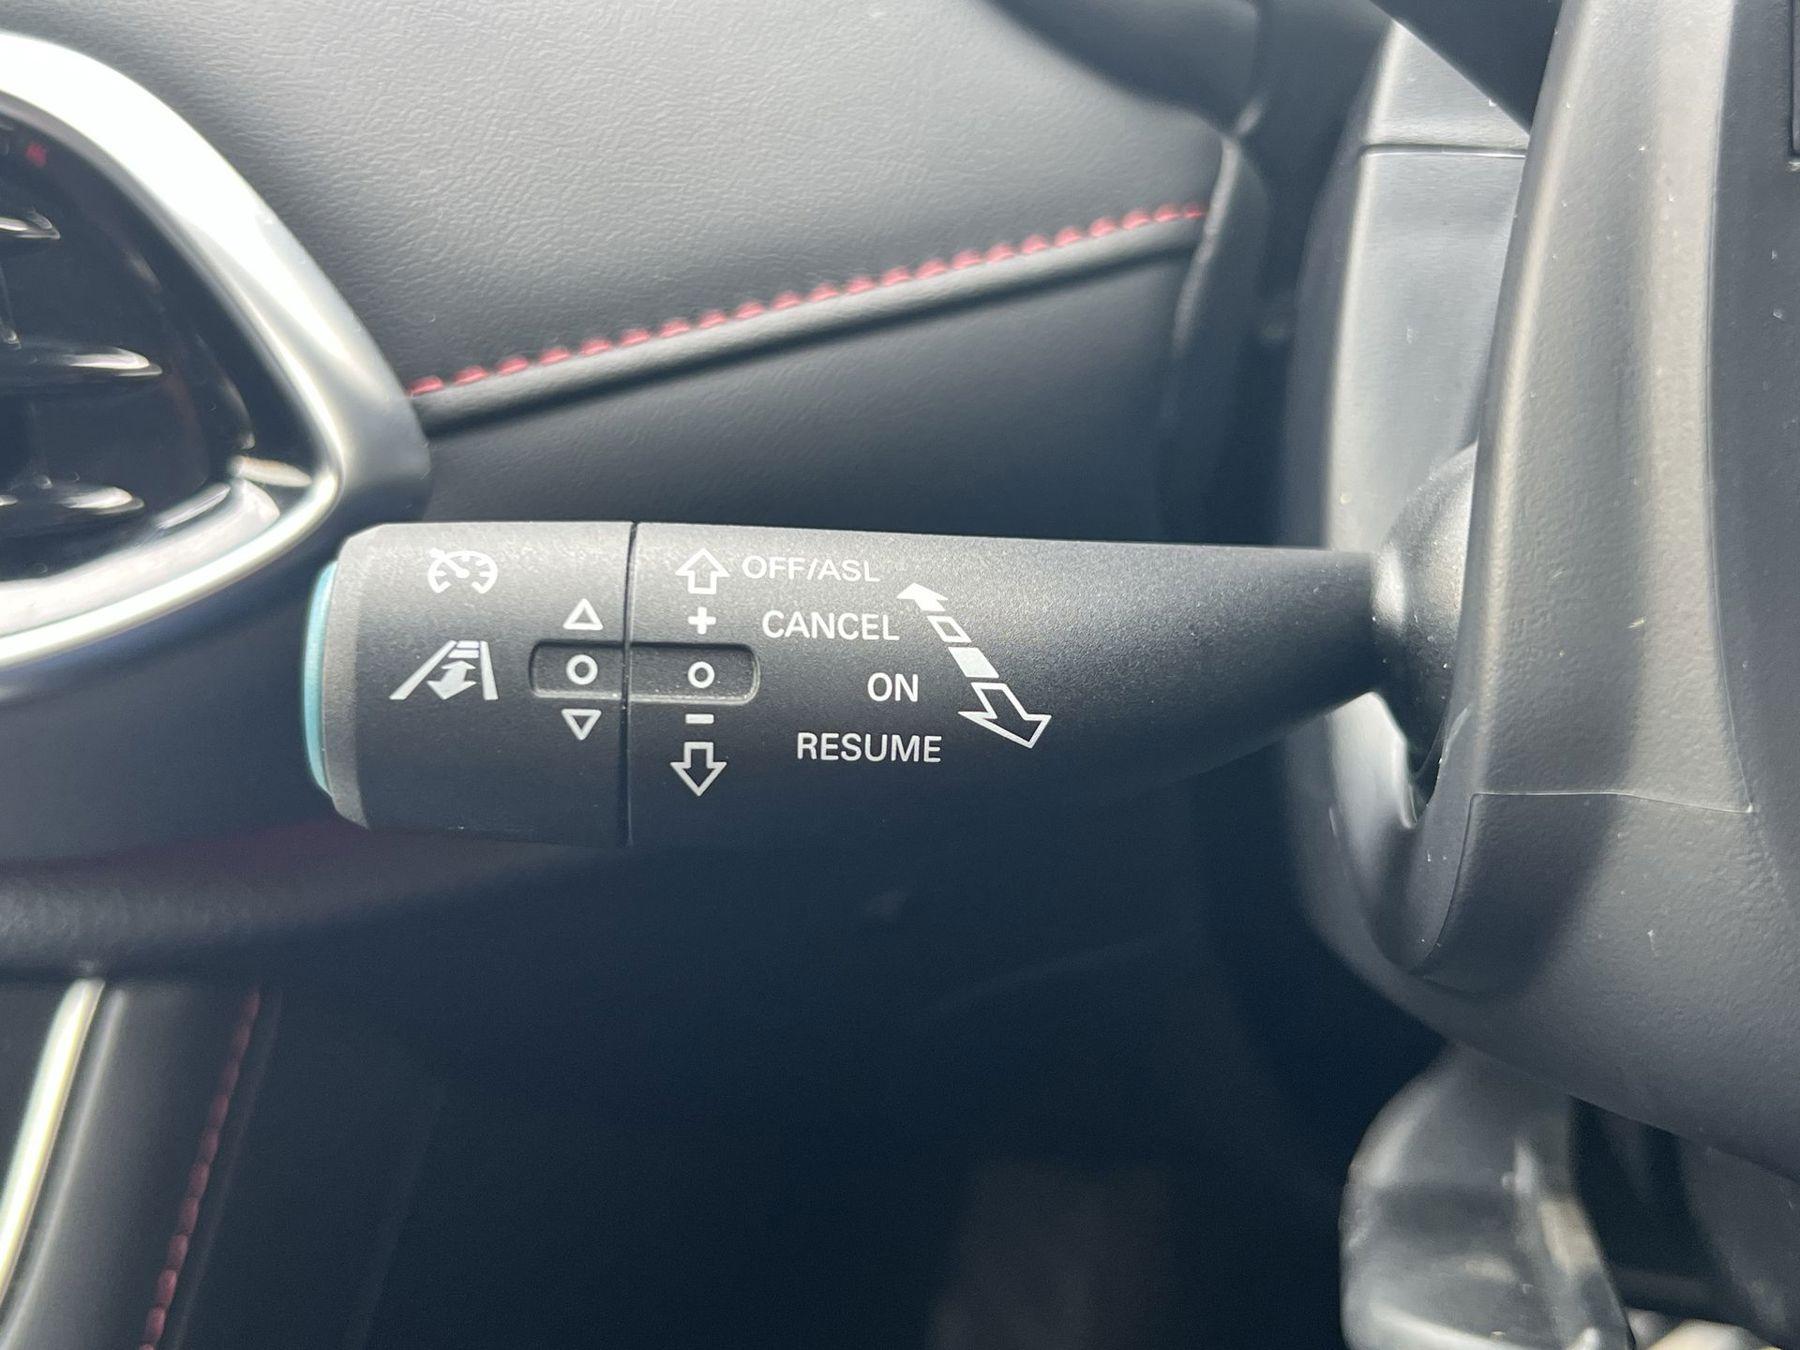 OFF/ASL
+
CANCEL
ON
-
RESUME